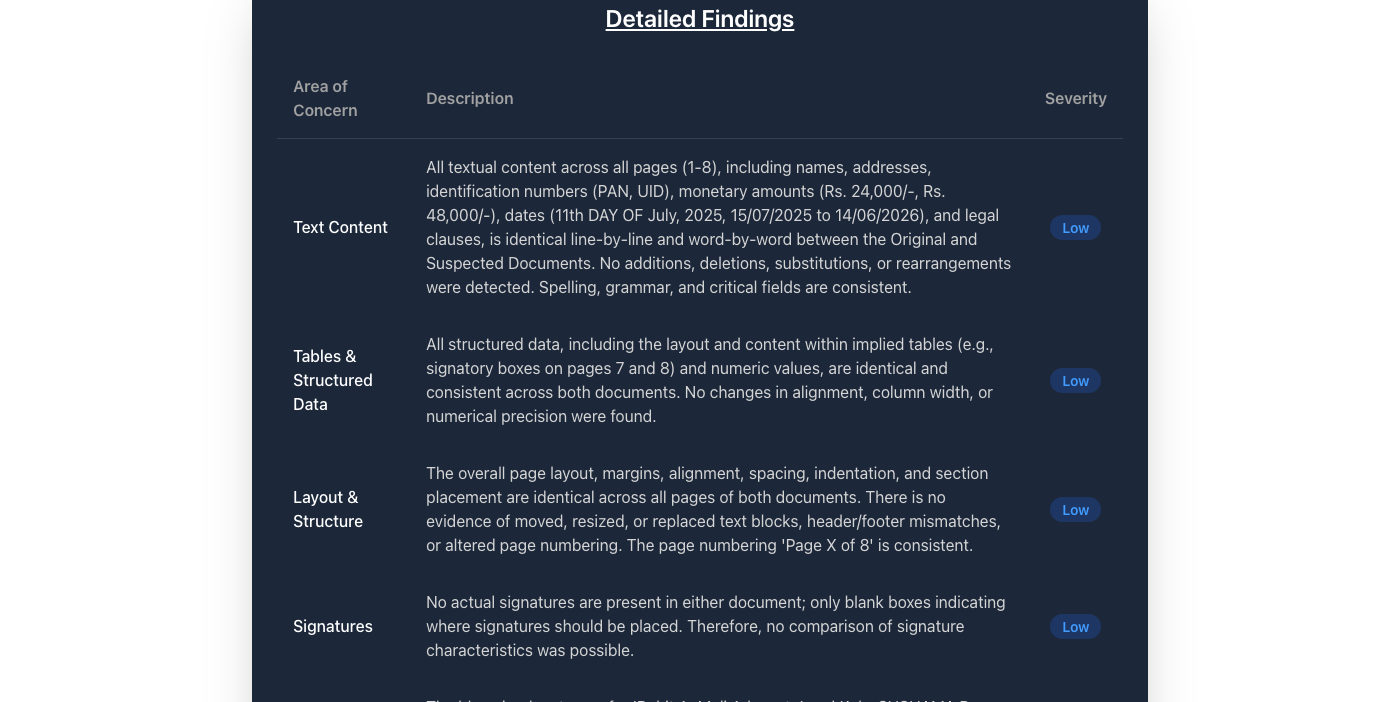 Detailed Findings
Area of
Concern
Description
Severity
Text Content
All textual content across all pages (1-8), including names, addresses,
identification numbers (PAN, UID), monetary amounts (Rs. 24,000/-, Rs.
48,000/-), dates (11th DAY OF July, 2025, 15/07/2025 to 14/06/2026), and legal
clauses, is identical line-by-line and word-by-word between the Original and
Suspected Documents. No additions, deletions, substitutions, or rearrangements
were detected. Spelling, grammar, and critical fields are consistent.
Low
Tables &
Structured
Data
All structured data, including the layout and content within implied tables (e.g.,
signatory boxes on pages 7 and 8) and numeric values, are identical and
consistent across both documents. No changes in alignment, column width, or
numerical precision were found.
Low
Layout &
Structure
The overall page layout, margins, alignment, spacing, indentation, and section
placement are identical across all pages of both documents. There is no
evidence of moved, resized, or replaced text blocks, header/footer mismatches,
or altered page numbering. The page numbering 'Page X of 8' is consistent.
Low
Signatures
No actual signatures are present in either document; only blank boxes indicating
where signatures should be placed. Therefore, no comparison of signature
characteristics was possible.
Low